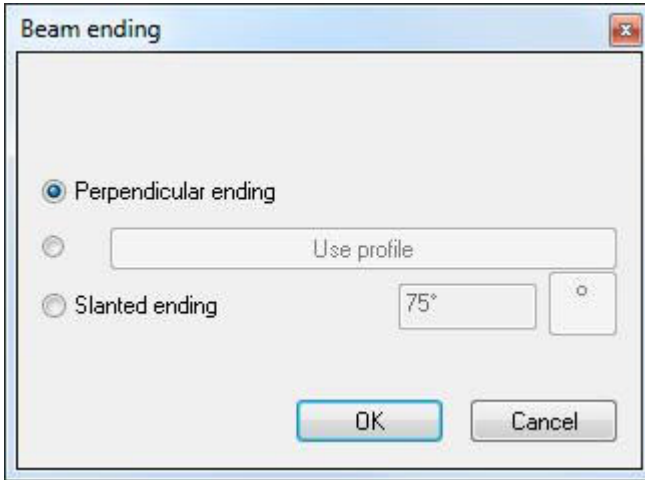 Beam ending
Perpendicular ending
Use profile
Slanted ending 75° °
OK Cancel